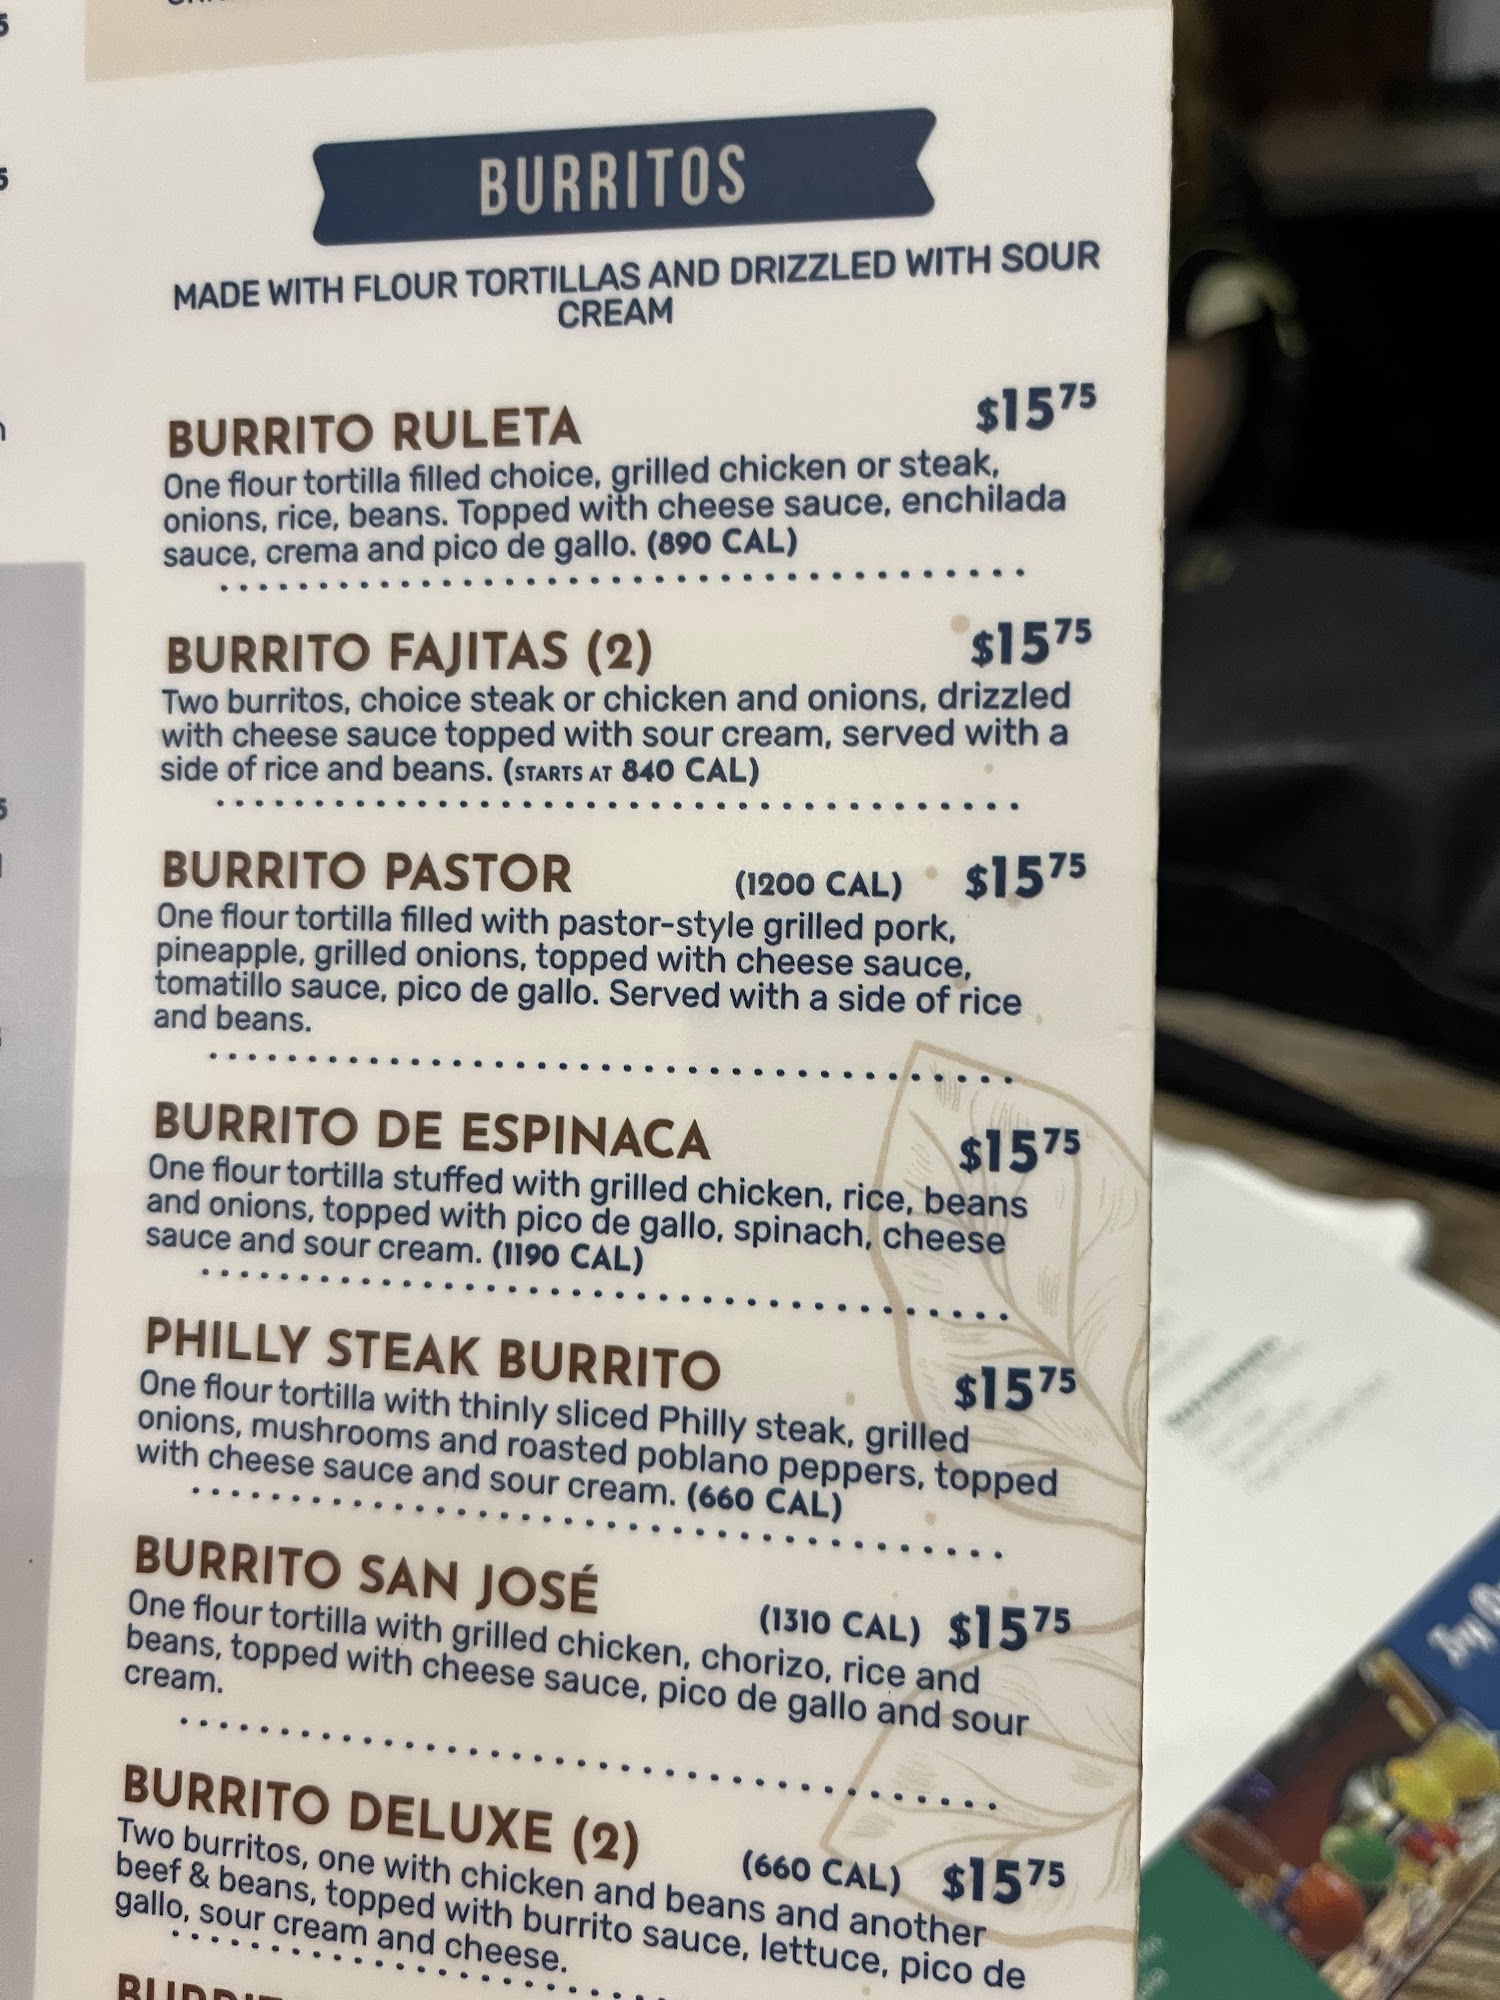 BURRITOS
MADE WITH FLOUR TORTILLAS AND DRIZZLED WITH SOUR
CREAM
BURRITO RULETA $15 75
One flour tortilla filled choice, grilled chicken or steak,
onions, rice, beans. Topped with cheese sauce, enchilada
sauce, crema and pico de gallo. (890 CAL)
BURRITO FAJITAS (2) $15 75
Two burritos, choice steak or chicken and onions, drizzled
with cheese sauce topped with sour cream, served with a
side of rice and beans. (STARTS AT 840 CAL)
BURRITO PASTOR (1200 CAL) $15 75
One flour tortilla filled with pastor-style grilled pork,
pineapple, grilled onions, topped with cheese sauce,
tomatillo sauce, pico de gallo. Served with a side of rice
and beans.
BURRITO DE ESPINACA $15 75
One flour tortilla stuffed with grilled chicken, rice, beans
and onions, topped with pico de gallo, spinach, cheese
sauce and sour cream. (1190 CAL)
PHILLY STEAK BURRITO $15 75
One flour tortilla with thinly sliced Philly steak, grilled
onions, mushrooms and roasted poblano peppers, topped
with cheese sauce and sour cream. (660 CAL)
BURRITO SAN JOSÉ (1310 CAL) $15 75
One flour tortilla with grilled chicken, chorizo, rice and
beans, topped with cheese sauce, pico de gallo and sour
cream.
BURRITO DELUXE (2) (660 CAL) $15 75
Two burritos, one with chicken and beans and another
beef & beans, topped with burrito sauce, lettuce, pico de
gallo, sour cream and cheese.